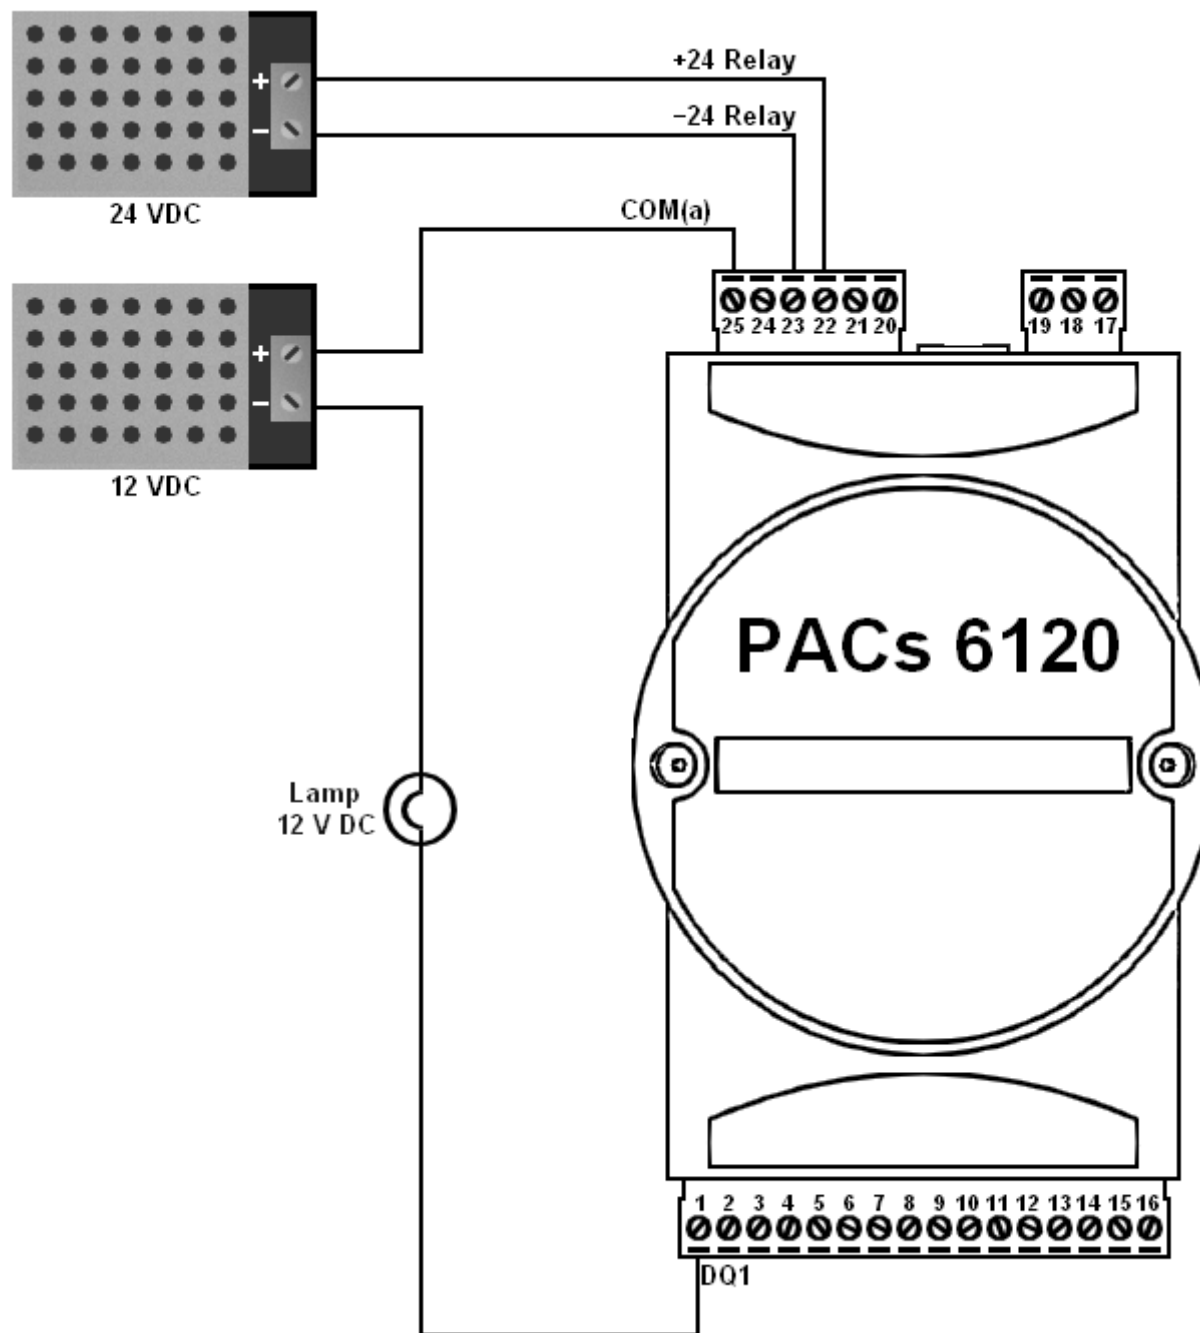 +24 Relay
−24 Relay
+
−
24 VDC
COM(a)
25 24 23 22 21 20
19 18 17
+
−
12 VDC
PACs 6120
Lamp
12 V DC
1 2 3 4 5 6 7 8 9 10 11 12 13 14 15 16
DQ1